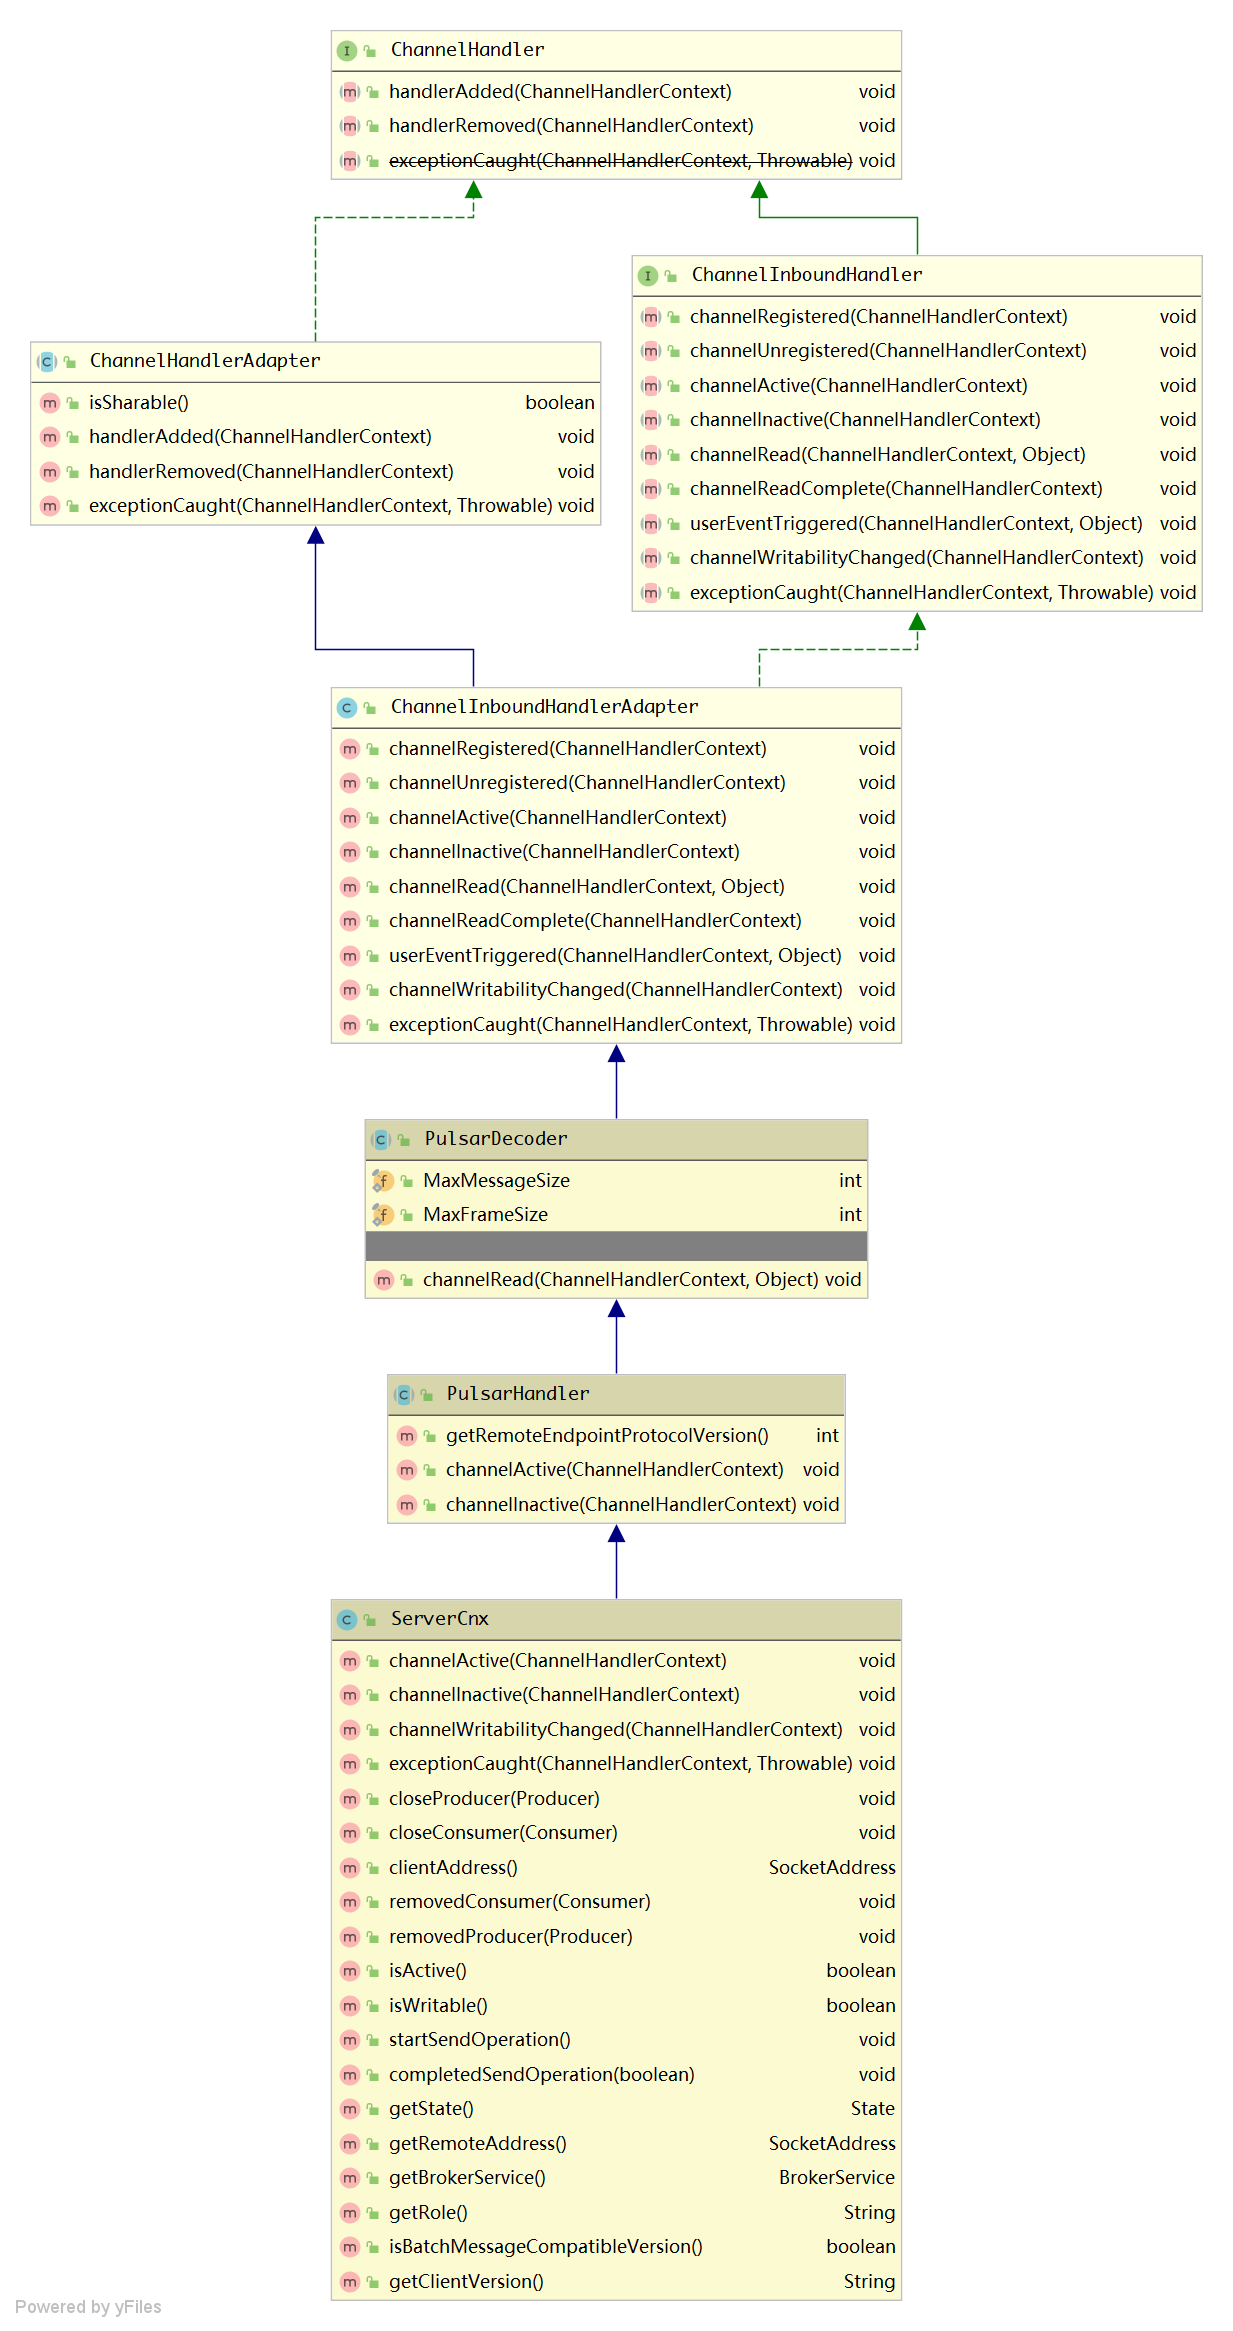 ChannelHandler
handlerAdded(ChannelHandlerContext) void
handlerRemoved(ChannelHandlerContext) void
exceptionCaught(ChannelHandlerContext, Throwable) void
ChannelInboundHandler
channelRegistered(ChannelHandlerContext) void
channelUnregistered(ChannelHandlerContext) void
channelActive(ChannelHandlerContext) void
channelInactive(ChannelHandlerContext) void
channelRead(ChannelHandlerContext, Object) void
channelReadComplete(ChannelHandlerContext) void
userEventTriggered(ChannelHandlerContext, Object) void
channelWritabilityChanged(ChannelHandlerContext) void
exceptionCaught(ChannelHandlerContext, Throwable) void
ChannelHandlerAdapter
isSharable() boolean
handlerAdded(ChannelHandlerContext) void
handlerRemoved(ChannelHandlerContext) void
exceptionCaught(ChannelHandlerContext, Throwable) void
ChannelInboundHandlerAdapter
channelRegistered(ChannelHandlerContext) void
channelUnregistered(ChannelHandlerContext) void
channelActive(ChannelHandlerContext) void
channelInactive(ChannelHandlerContext) void
channelRead(ChannelHandlerContext, Object) void
channelReadComplete(ChannelHandlerContext) void
userEventTriggered(ChannelHandlerContext, Object) void
channelWritabilityChanged(ChannelHandlerContext) void
exceptionCaught(ChannelHandlerContext, Throwable) void
PulsarDecoder
MaxMessageSize int
MaxFrameSize int
channelRead(ChannelHandlerContext, Object) void
PulsarHandler
getRemoteEndpointProtocolVersion() int
channelActive(ChannelHandlerContext) void
channelInactive(ChannelHandlerContext) void
ServerCnx
channelActive(ChannelHandlerContext) void
channelInactive(ChannelHandlerContext) void
channelWritabilityChanged(ChannelHandlerContext) void
exceptionCaught(ChannelHandlerContext, Throwable) void
closeProducer(Producer) void
closeConsumer(Consumer) void
clientAddress() SocketAddress
removedConsumer(Consumer) void
removedProducer(Producer) void
isActive() boolean
isWritable() boolean
startSendOperation() void
completedSendOperation(boolean) void
getState() State
getRemoteAddress() SocketAddress
getBrokerService() BrokerService
getRole() String
isBatchMessageCompatibleVersion() boolean
getClientVersion() String
Powered by yFiles